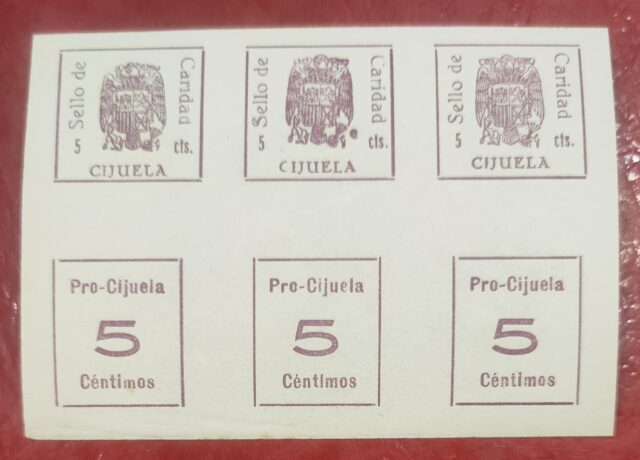 Sello de Caridad
5 cts.
CIJUELA
Sello de Caridad
5 cts.
CIJUELA
Sello de Caridad
5 cts.
CIJUELA
Pro-Cijuela
5
Céntimos
Pro-Cijuela
5
Céntimos
Pro-Cijuela
5
Céntimos